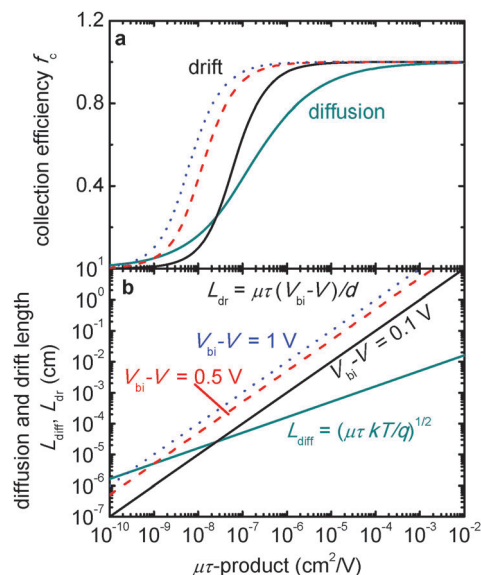 1.2
a
drift
0.8
diffusion
0.4
collection efficiency f_c
10^1
b
L_dr = μτ (V_bi-V)/d
10^0
10^-1
V_bi-V = 1 V
V_bi-V = 0.1 V
10^-2
V_bi-V = 0.5 V
10^-3
10^-4
10^-5
L_diff = (μτ kT/q)^1/2
10^-6
10^-7
diffusion and drift length
L_diff, L_dr (cm)
10^-10 10^-9 10^-8 10^-7 10^-6 10^-5 10^-4 10^-3 10^-2
μτ-product (cm^2/V)